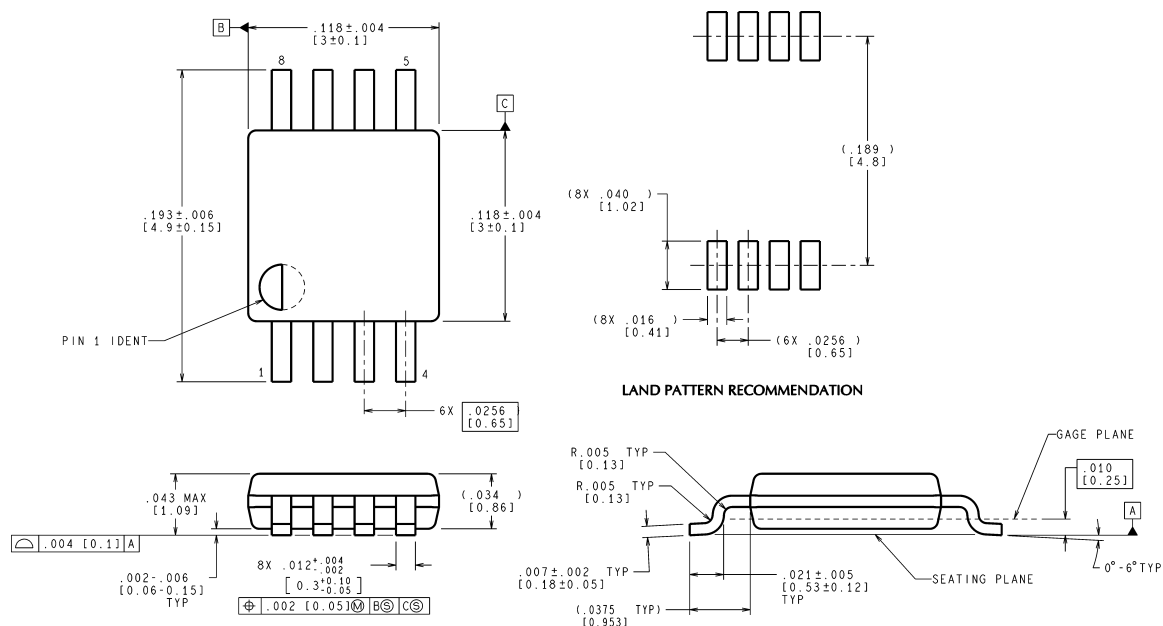 B
.118±.004
[3±0.1]
8
5
C
.193±.006
[4.9±0.15]
.118±.004
[3±0.1]
PIN 1 IDENT
1
4
6X .0256
[0.65]
(.189 )
[4.8]
(8X .040 )
[1.02]
(8X .016 )
[0.41]
(6X .0256 )
[0.65]
LAND PATTERN RECOMMENDATION
.043 MAX
[1.09]
(.034 )
[0.86]
⌓ .004 [0.1] A
.002-.006
[0.06-0.15]
TYP
8X .012 +.004 -.002
[ 0.3 +0.10 -0.05 ]
⌖ .002 [0.05]Ⓜ BⓈ CⓈ
R.005 TYP
[0.13]
R.005 TYP
[0.13]
GAGE PLANE
.010
[0.25]
A
0°-6° TYP
SEATING PLANE
.007±.002 TYP
[0.18±0.05]
.021±.005
[0.53±0.12]
TYP
(.0375 TYP)
[0.953]